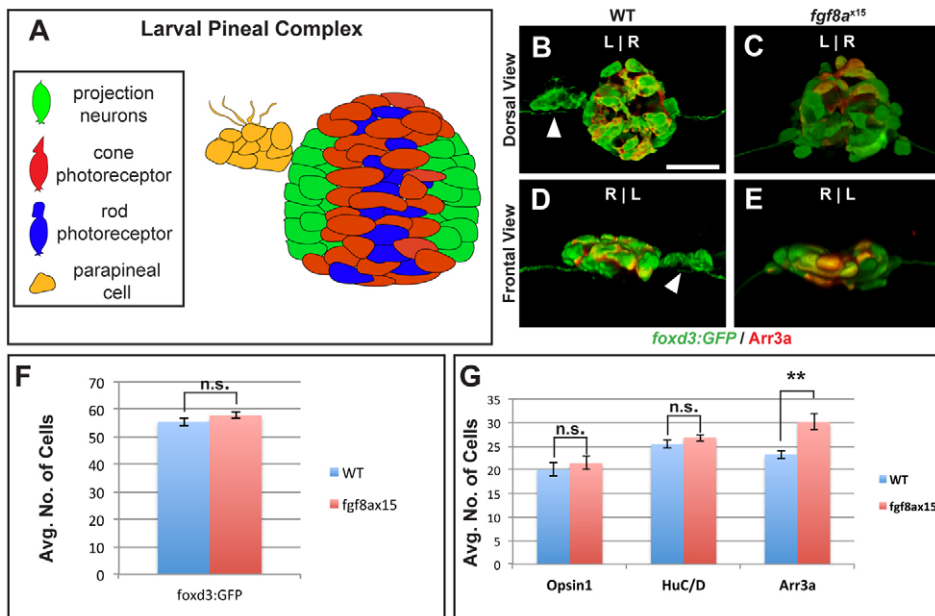 A
Larval Pineal Complex
projection
neurons
cone
photoreceptor
rod
photoreceptor
parapineal
cell
WT
fgf8aˣ¹⁵
Dorsal View
B
L | R
C
L | R
Frontal View
D
R | L
E
R | L
foxd3:GFP / Arr3a
F
n.s.
Avg. No. of Cells
70
60
50
40
30
20
10
0
foxd3:GFP
WT
fgf8ax15
G
n.s.
n.s.
**
Avg. No. of Cells
35
30
25
20
15
10
5
0
Opsin1
HuC/D
Arr3a
WT
fgf8ax15